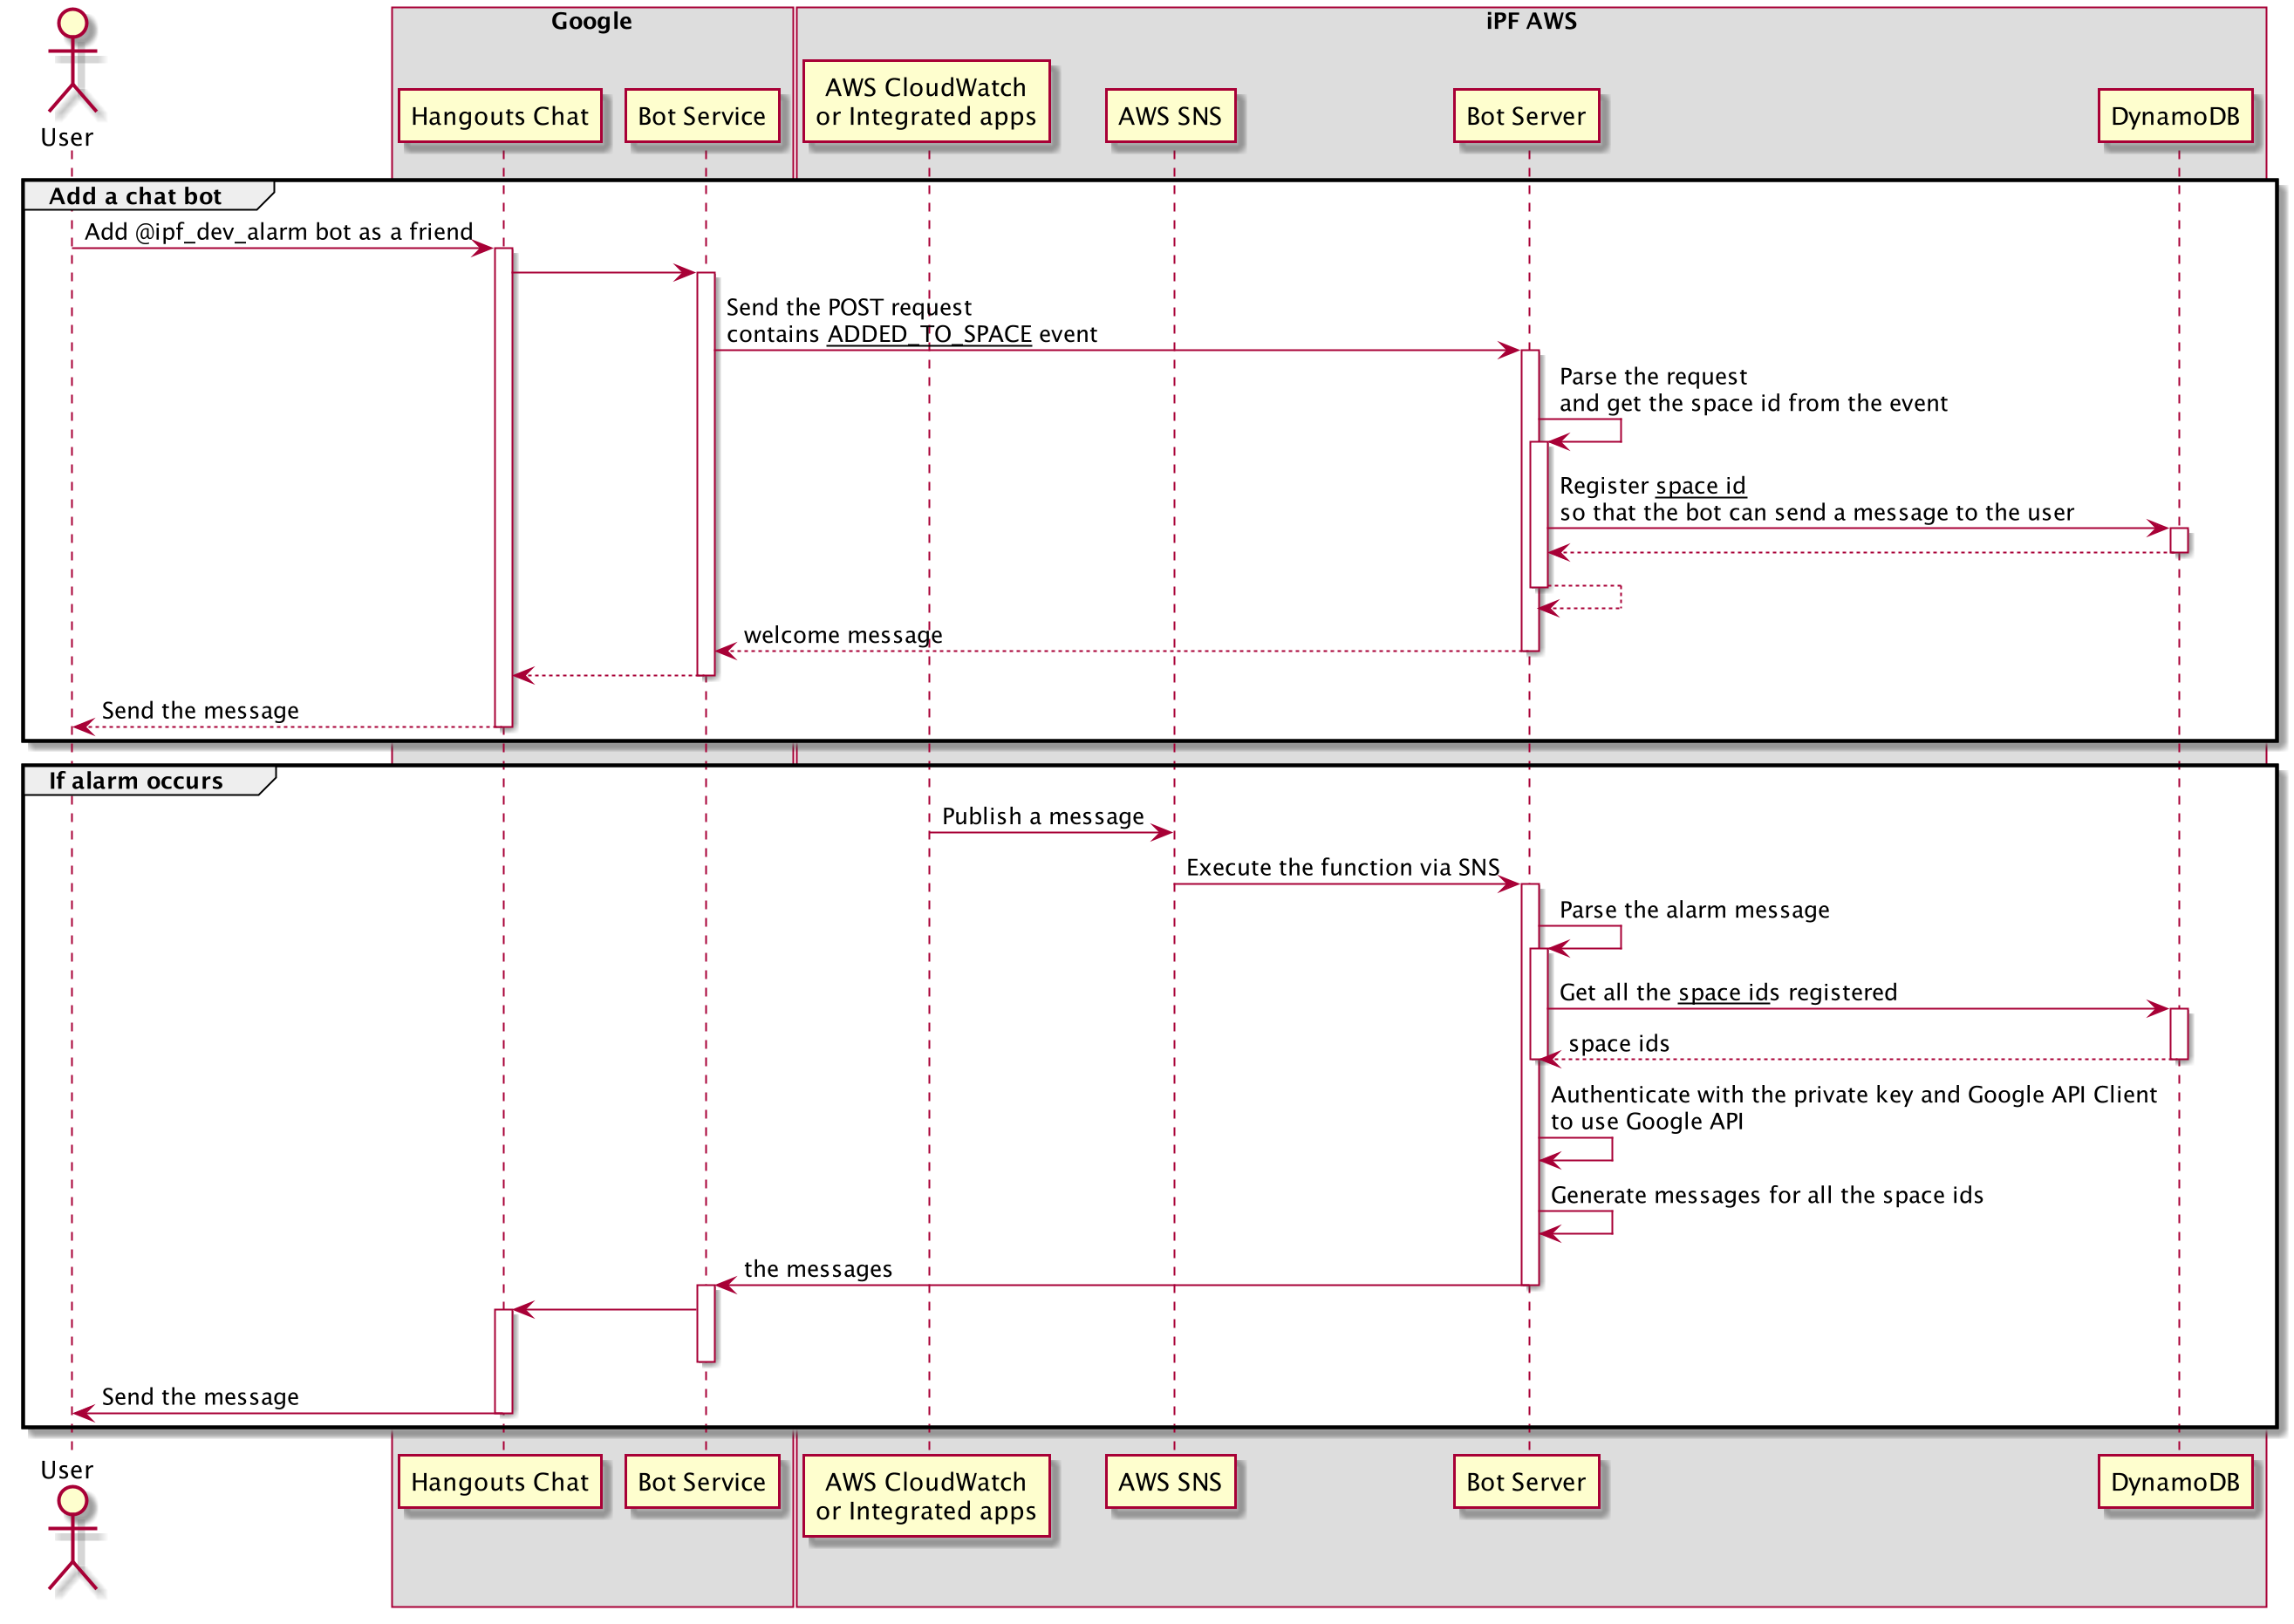 Google
iPF AWS
User
Hangouts Chat
Bot Service
AWS CloudWatch
or Integrated apps
AWS SNS
Bot Server
DynamoDB
Add a chat bot
Add @ipf_dev_alarm bot as a friend
Send the POST request
contains ADDED_TO_SPACE event
Parse the request
and get the space id from the event
Register space id
so that the bot can send a message to the user
welcome message
Send the message
If alarm occurs
Publish a message
Execute the function via SNS
Parse the alarm message
Get all the space ids registered
space ids
Authenticate with the private key and Google API Client
to use Google API
Generate messages for all the space ids
the messages
Send the message
User
Hangouts Chat
Bot Service
AWS CloudWatch
or Integrated apps
AWS SNS
Bot Server
DynamoDB